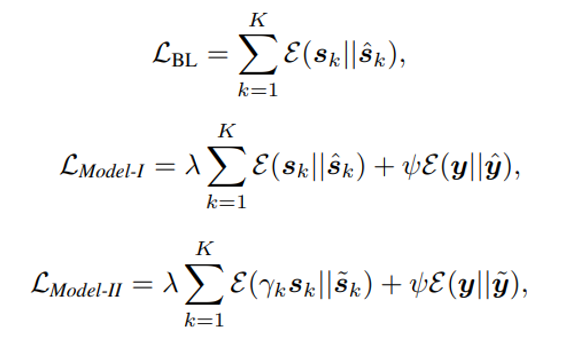 $\mathcal{L}_{\text{BL}} = \sum_{k=1}^{K} \mathcal{E}(\boldsymbol{s}_k || \hat{\boldsymbol{s}}_k),$
$\mathcal{L}_{\textit{Model-I}} = \lambda \sum_{k=1}^{K} \mathcal{E}(\boldsymbol{s}_k || \hat{\boldsymbol{s}}_k) + \psi \mathcal{E}(\boldsymbol{y} || \hat{\boldsymbol{y}}),$
$\mathcal{L}_{\textit{Model-II}} = \lambda \sum_{k=1}^{K} \mathcal{E}(\gamma_k \boldsymbol{s}_k || \tilde{\boldsymbol{s}}_k) + \psi \mathcal{E}(\boldsymbol{y} || \tilde{\boldsymbol{y}}),$